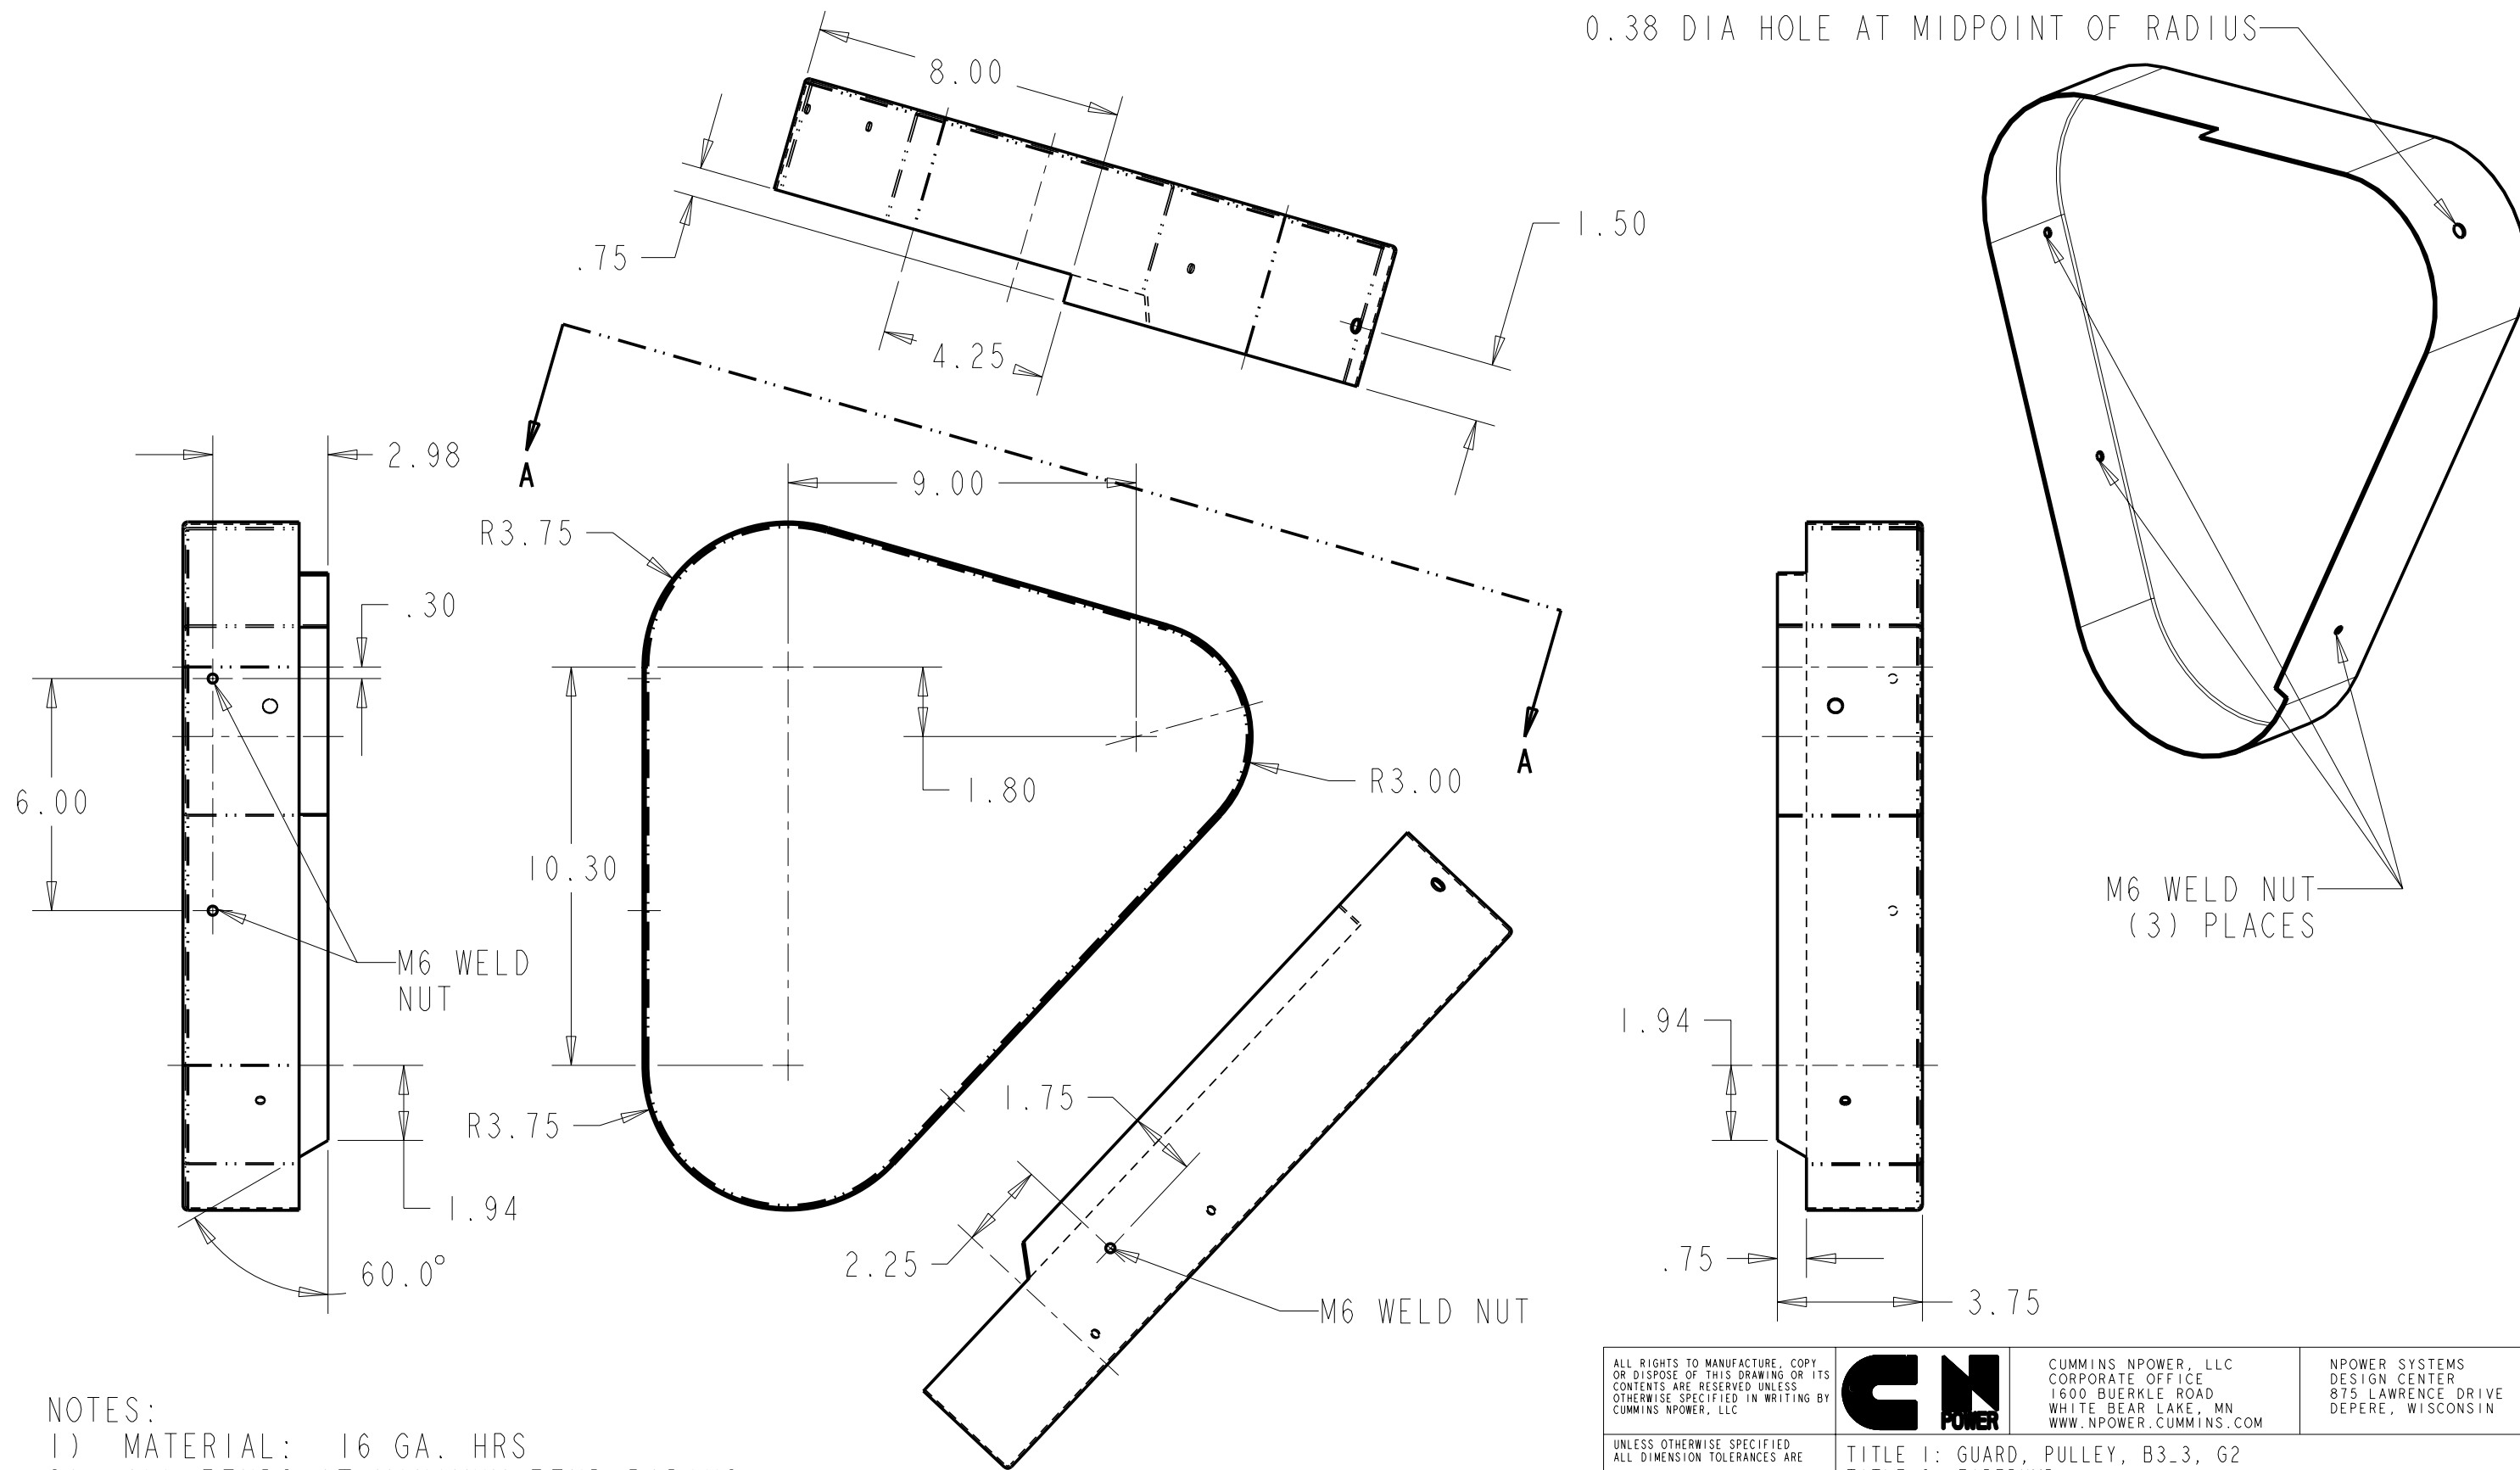 0.38 DIA HOLE AT MIDPOINT OF RADIUS
8.00
.75
1.50
4.25
A
A
2.98
9.00
R3.75
.30
6.00
1.80
R3.00
10.30
M6 WELD
NUT
M6 WELD NUT
(3) PLACES
1.94
1.75
R3.75
1.94
2.25
60.0°
.75
3.75
M6 WELD NUT
NOTES:
1) MATERIAL: 16 GA. HRS
ALL RIGHTS TO MANUFACTURE, COPY
OR DISPOSE OF THIS DRAWING OR ITS
CONTENTS ARE RESERVED UNLESS
OTHERWISE SPECIFIED IN WRITING BY
CUMMINS NPOWER, LLC
C N
POWER
CUMMINS NPOWER, LLC
CORPORATE OFFICE
1600 BUERKLE ROAD
WHITE BEAR LAKE, MN
WWW.NPOWER.CUMMINS.COM
NPOWER SYSTEMS
DESIGN CENTER
875 LAWRENCE DRIVE
DEPERE, WISCONSIN
UNLESS OTHERWISE SPECIFIED
ALL DIMENSION TOLERANCES ARE
TITLE 1: GUARD, PULLEY, B3_3, G2